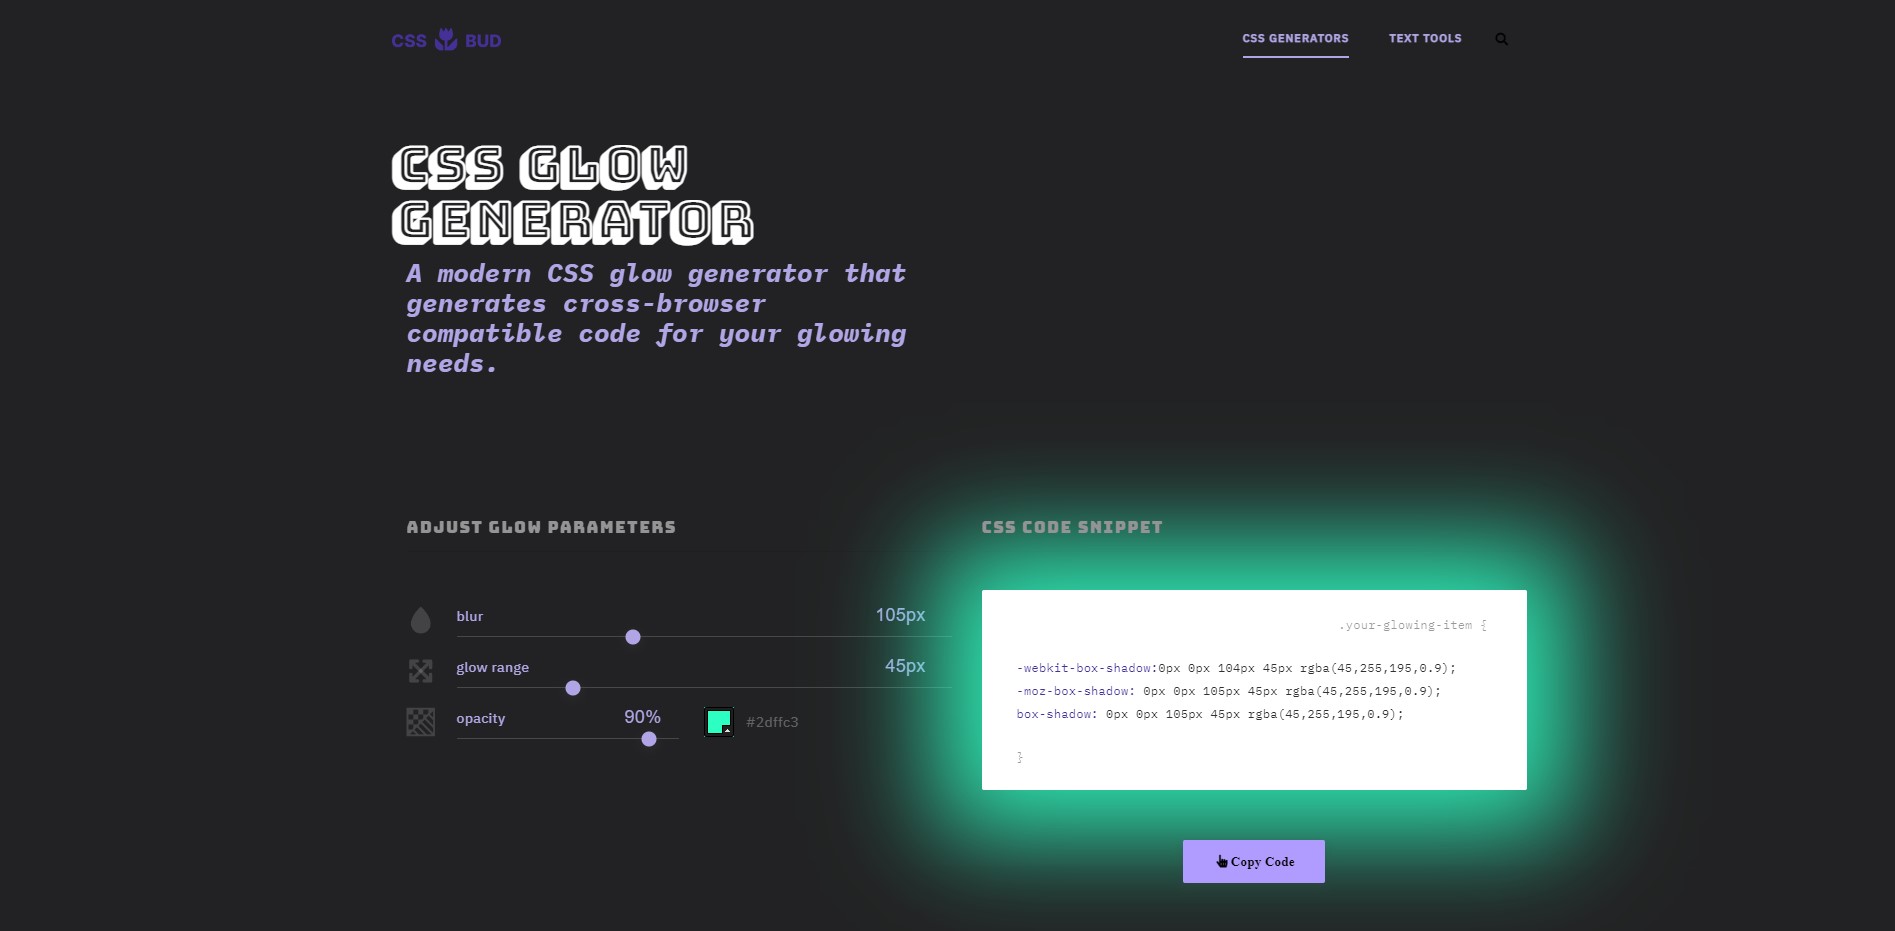 CSS BUD
CSS GENERATORS
TEXT TOOLS
CSS GLOW
GENERATOR
A modern CSS glow generator that
generates cross-browser
compatible code for your glowing
needs.
ADJUST GLOW PARAMETERS
blur
105px
glow range
45px
opacity
90%
#2dffc3
CSS CODE SNIPPET
.your-glowing-item {
-webkit-box-shadow:0px 0px 104px 45px rgba(45,255,195,0.9);
-moz-box-shadow: 0px 0px 105px 45px rgba(45,255,195,0.9);
box-shadow: 0px 0px 105px 45px rgba(45,255,195,0.9);
}
Copy Code